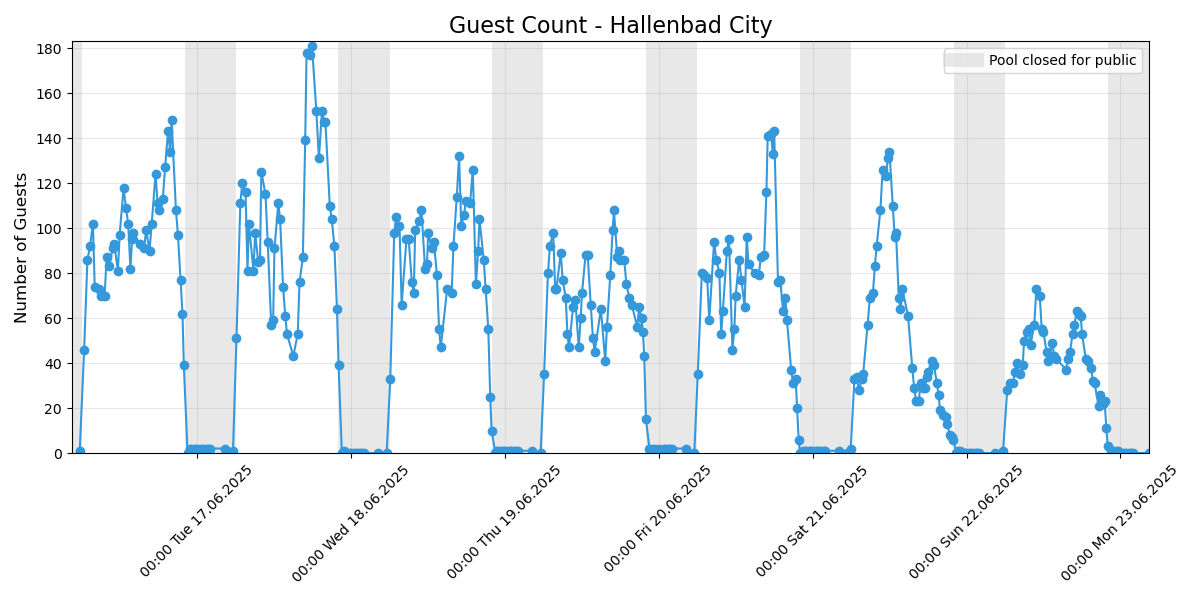 Guest Count - Hallenbad City
Pool closed for public
Number of Guests
180
160
140
120
100
80
60
40
20
0
00:00 Tue 17.06.2025
00:00 Wed 18.06.2025
00:00 Thu 19.06.2025
00:00 Fri 20.06.2025
00:00 Sat 21.06.2025
00:00 Sun 22.06.2025
00:00 Mon 23.06.2025